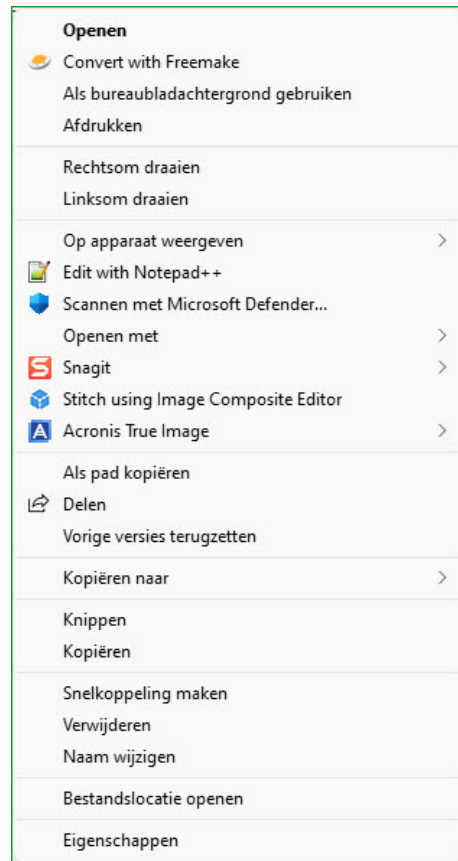 Openen
Convert with Freemake
Als bureaubladachtergrond gebruiken
Afdrukken
Rechtsom draaien
Linksom draaien
Op apparaat weergeven
Edit with Notepad++
Scannen met Microsoft Defender...
Openen met
Snagit
Stitch using Image Composite Editor
Acronis True Image
Als pad kopiëren
Delen
Vorige versies terugzetten
Kopiëren naar
Knippen
Kopiëren
Snelkoppeling maken
Verwijderen
Naam wijzigen
Bestandslocatie openen
Eigenschappen